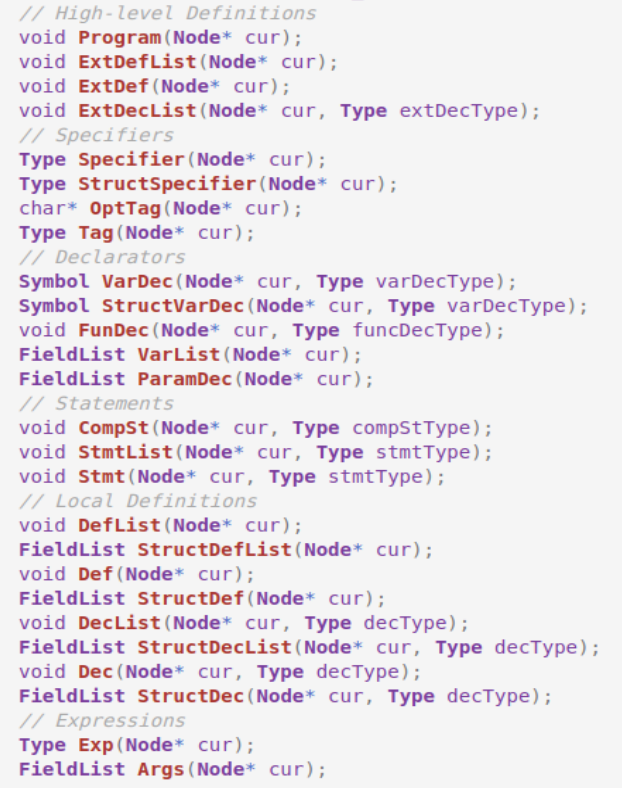 // High-level Definitions
void Program(Node* cur);
void ExtDefList(Node* cur);
void ExtDef(Node* cur);
void ExtDecList(Node* cur, Type extDecType);
// Specifiers
Type Specifier(Node* cur);
Type StructSpecifier(Node* cur);
char* OptTag(Node* cur);
Type Tag(Node* cur);
// Declarators
Symbol VarDec(Node* cur, Type varDecType);
Symbol StructVarDec(Node* cur, Type varDecType);
void FunDec(Node* cur, Type funcDecType);
FieldList VarList(Node* cur);
FieldList ParamDec(Node* cur);
// Statements
void CompSt(Node* cur, Type compStType);
void StmtList(Node* cur, Type stmtType);
void Stmt(Node* cur, Type stmtType);
// Local Definitions
void DefList(Node* cur);
FieldList StructDefList(Node* cur);
void Def(Node* cur);
FieldList StructDef(Node* cur);
void DecList(Node* cur, Type decType);
FieldList StructDecList(Node* cur, Type decType);
void Dec(Node* cur, Type decType);
FieldList StructDec(Node* cur, Type decType);
// Expressions
Type Exp(Node* cur);
FieldList Args(Node* cur);